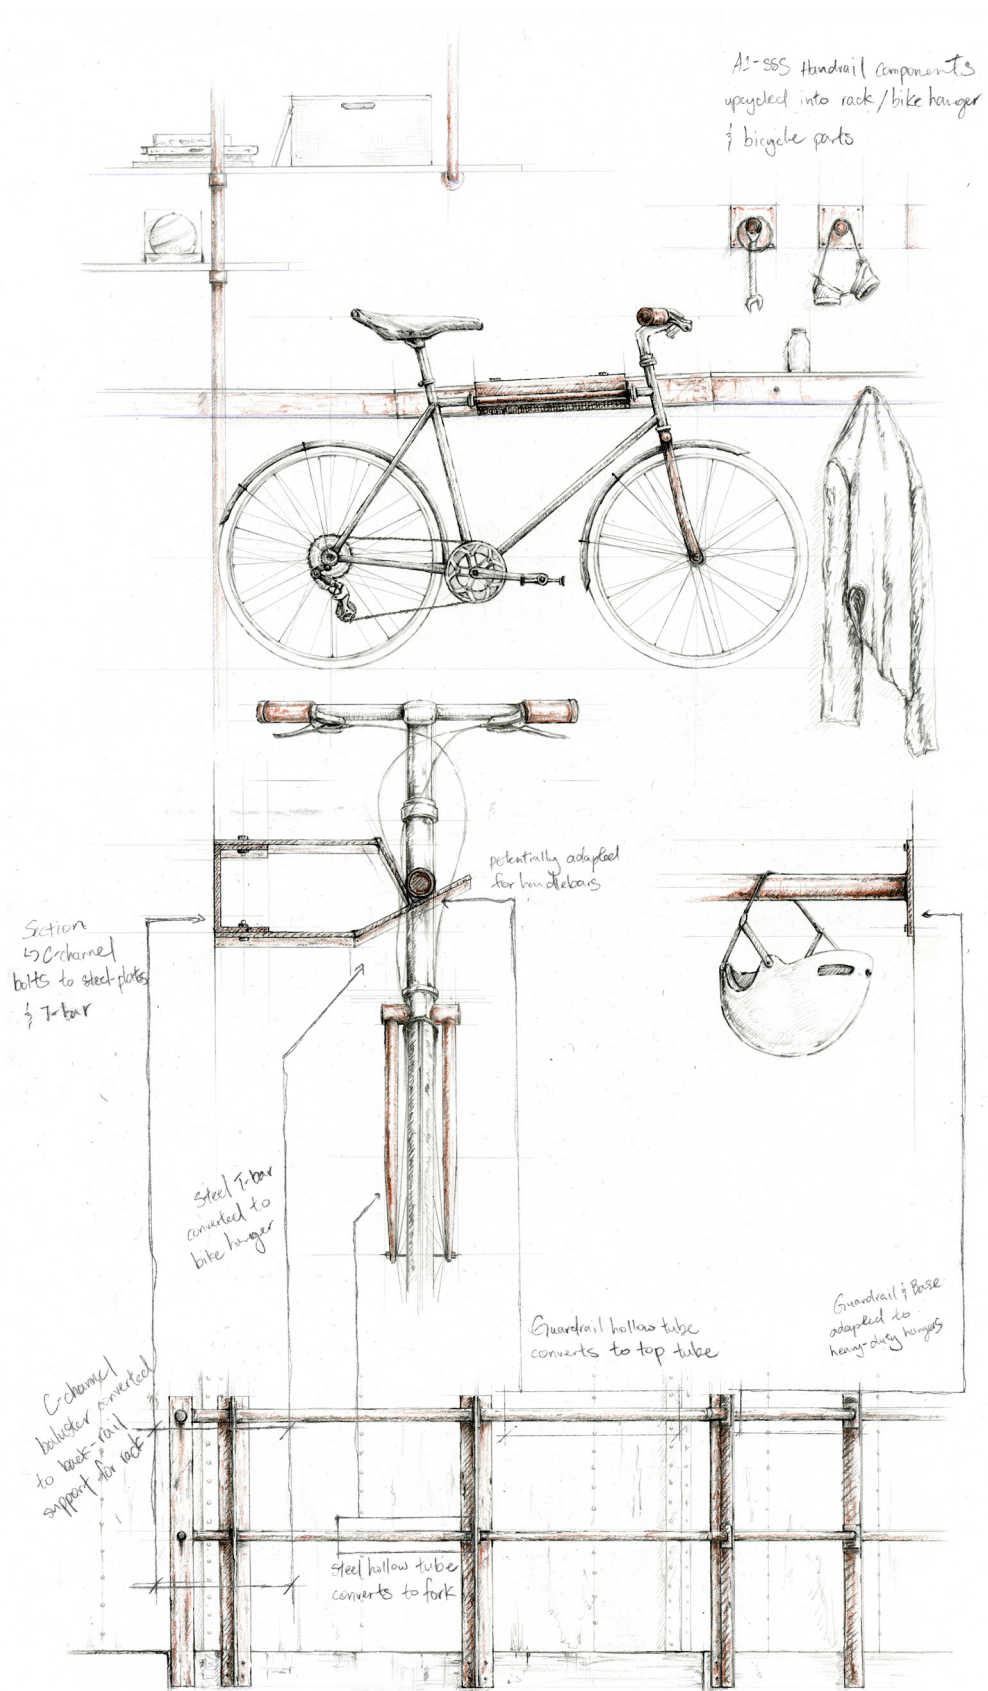 A1-SSS Handrail components
upcycled into rack/bike hanger
& bicycle parts
potentially adapted
for handlebars
Section
↳ C-channel
bolts to steel-plates
& T-bar
Steel T-bar
converted to
bike hanger
Guardrail & Base
adapted to
heavy-duty hangers
Guardrail hollow tube
converts to top tube
C-channel
baluster converted
to back-rail
support for rack
steel hollow tube
converts to fork